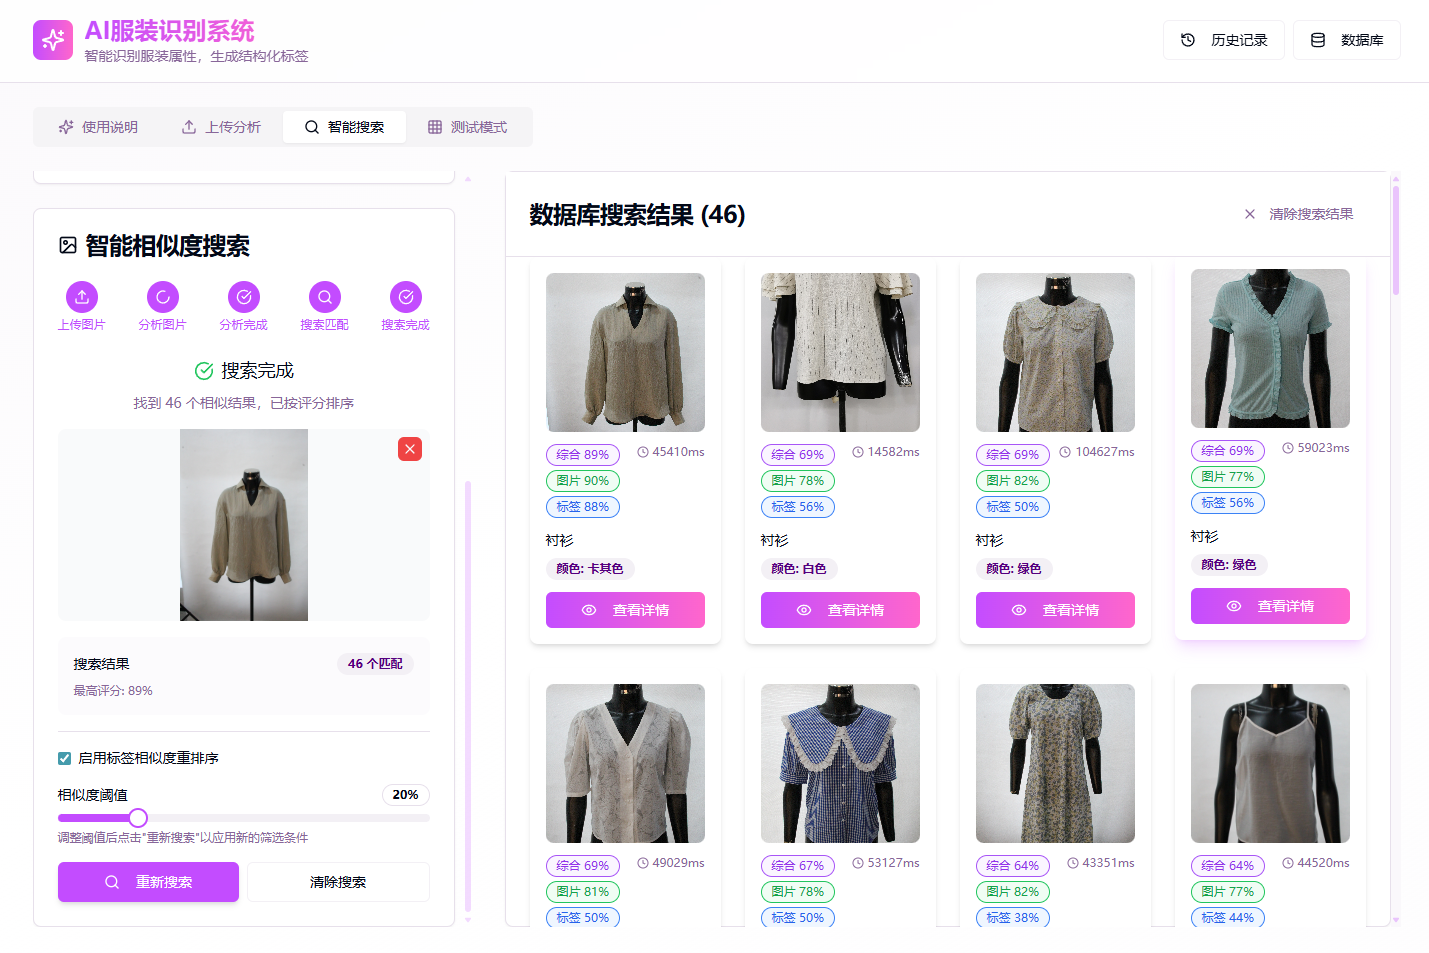 AI服装识别系统
智能识别服装属性，生成结构化标签
历史记录
数据库
使用说明
上传分析
智能搜索
测试模式
智能相似度搜索
上传图片
分析图片
分析完成
搜索匹配
搜索完成
搜索完成
找到 46 个相似结果，已按评分排序
搜索结果
46 个匹配
最高评分: 89%
启用标签相似度重排序
相似度阈值
20%
调整阈值后点击"重新搜索"以应用新的筛选条件
重新搜索
清除搜索
数据库搜索结果 (46)
清除搜索结果
综合 89%
45410ms
图片 90%
标签 88%
衬衫
颜色: 卡其色
查看详情
综合 69%
14582ms
图片 78%
标签 56%
衬衫
颜色: 白色
查看详情
综合 69%
104627ms
图片 82%
标签 50%
衬衫
颜色: 绿色
查看详情
综合 69%
59023ms
图片 77%
标签 56%
衬衫
颜色: 绿色
查看详情
综合 69%
49029ms
图片 81%
标签 50%
综合 67%
53127ms
图片 78%
标签 50%
综合 64%
43351ms
图片 82%
标签 38%
综合 64%
44520ms
图片 77%
标签 44%